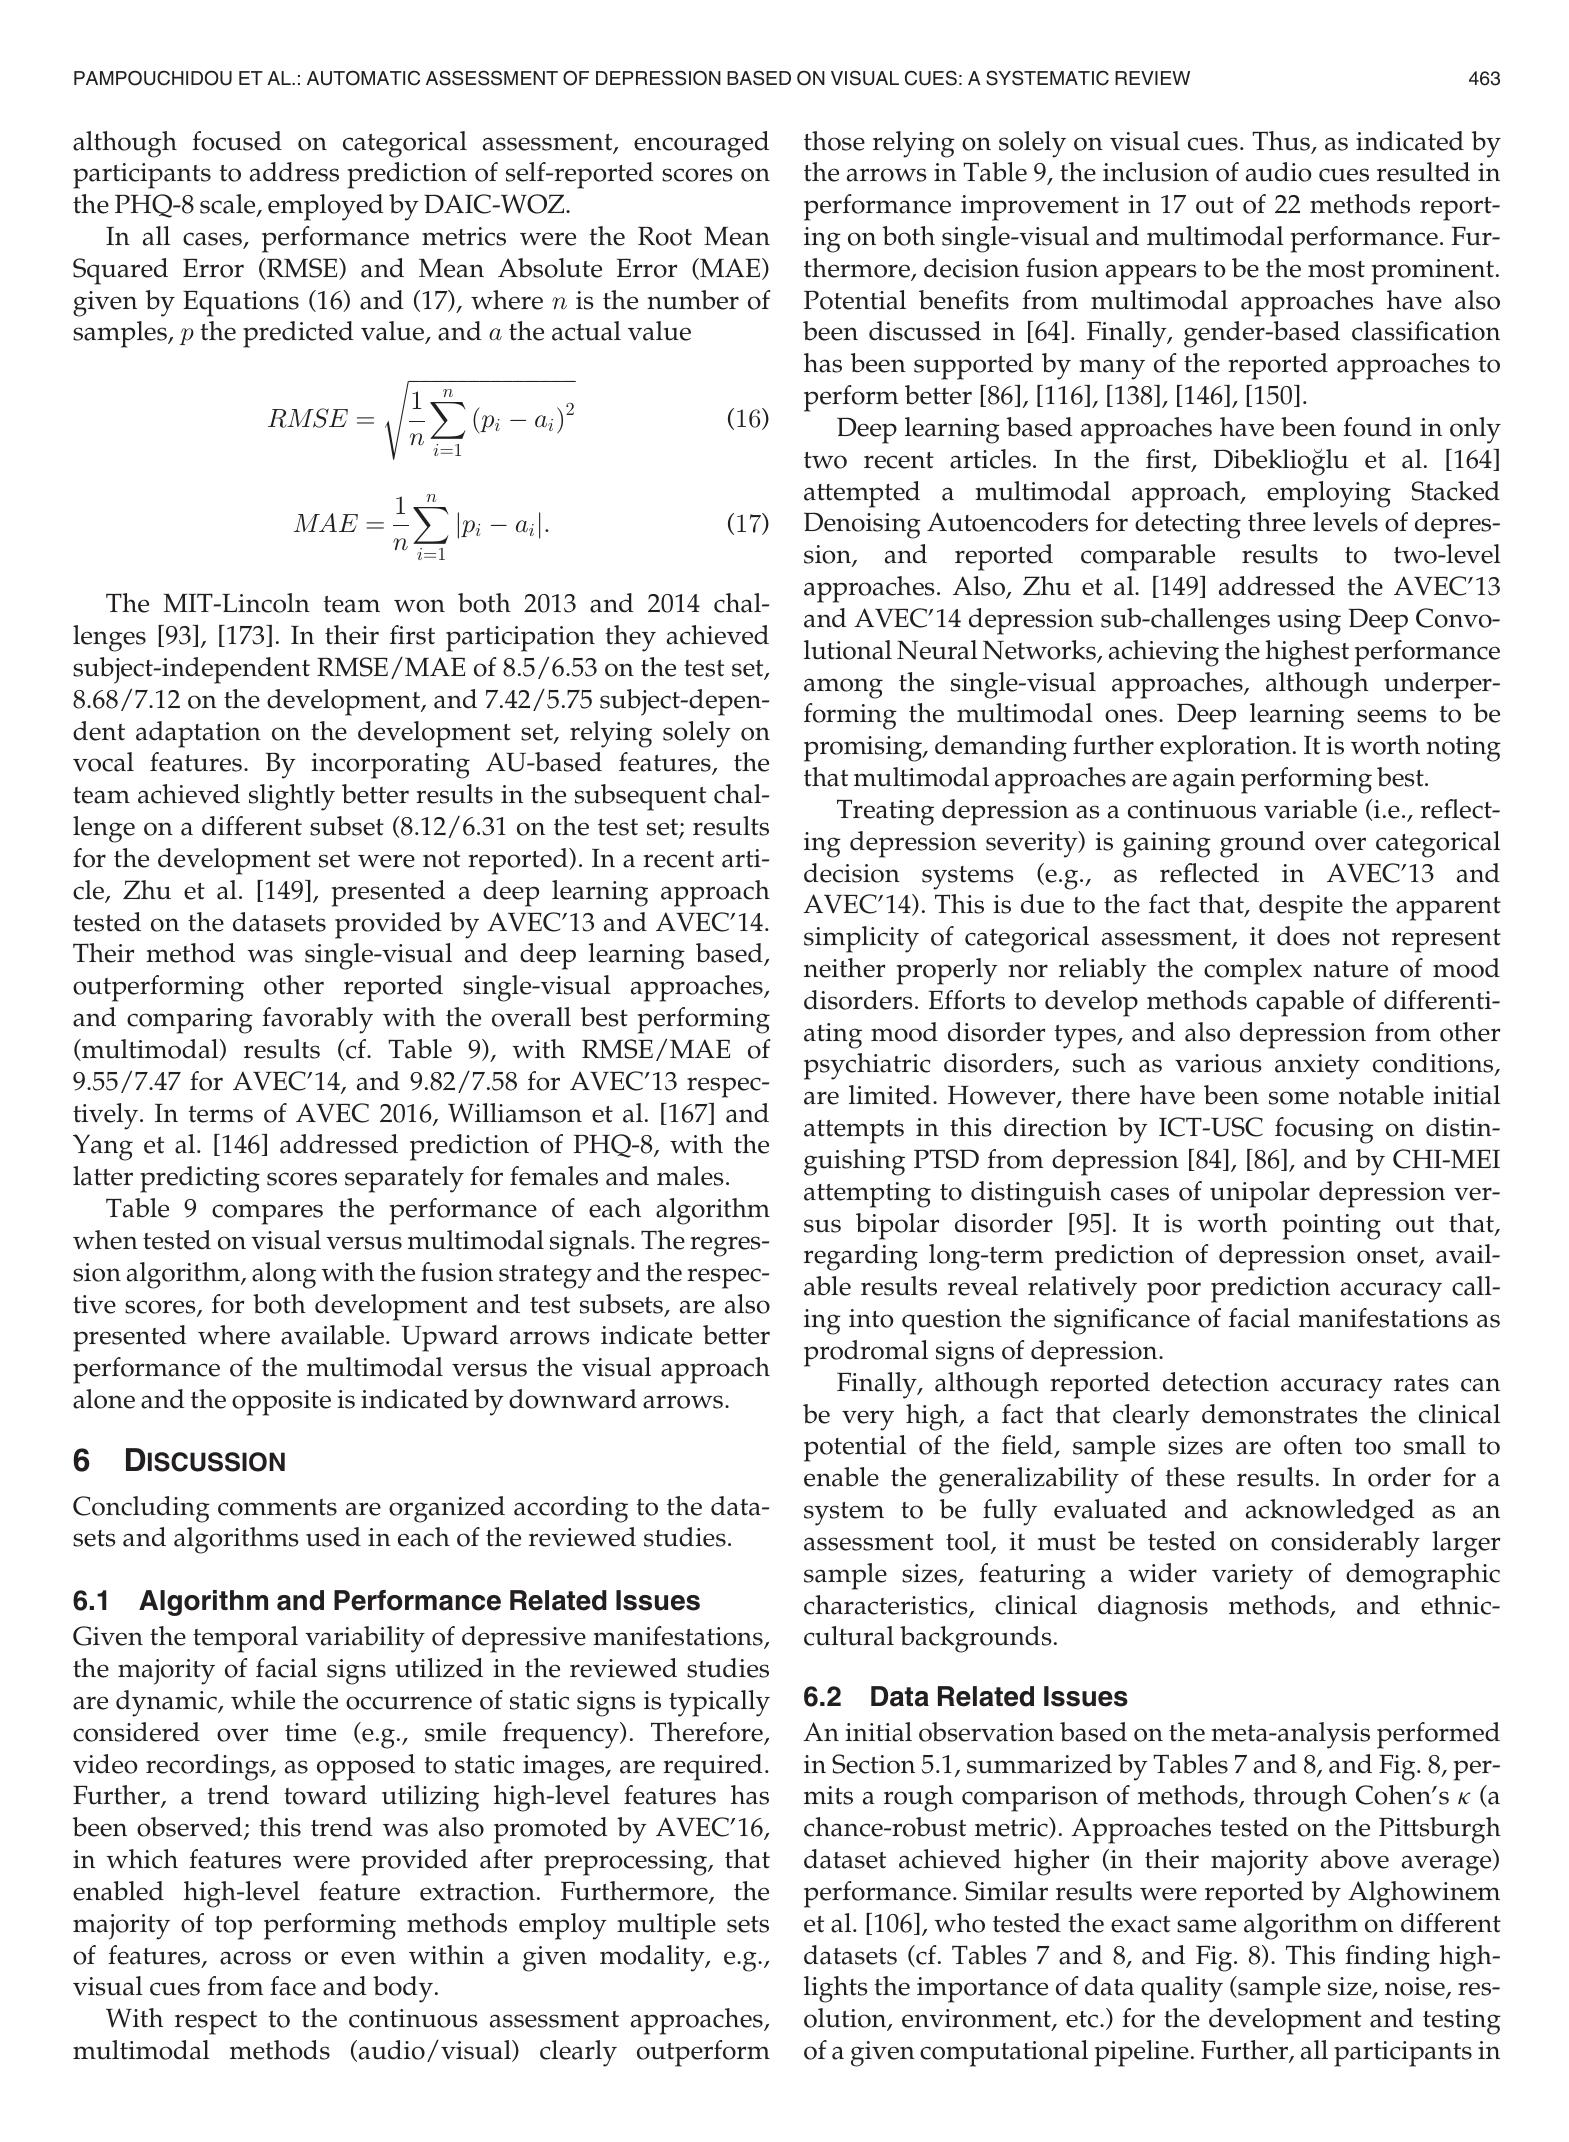 PAMPOUCHIDOU ET AL.: AUTOMATIC ASSESSMENT OF DEPRESSION BASED ON VISUAL CUES: A SYSTEMATIC REVIEW 463
although focused on categorical assessment, encouraged
participants to address prediction of self-reported scores on
the PHQ-8 scale, employed by DAIC-WOZ.
In all cases, performance metrics were the Root Mean
Squared Error (RMSE) and Mean Absolute Error (MAE)
given by Equations (16) and (17), where n is the number of
samples, p the predicted value, and a the actual value
RMSE = √(1/n ∑_{i=1}^{n} (p_i − a_i)²) (16)
MAE = 1/n ∑_{i=1}^{n} |p_i − a_i|. (17)
The MIT-Lincoln team won both 2013 and 2014 chal-
lenges [93], [173]. In their first participation they achieved
subject-independent RMSE/MAE of 8.5/6.53 on the test set,
8.68/7.12 on the development, and 7.42/5.75 subject-depen-
dent adaptation on the development set, relying solely on
vocal features. By incorporating AU-based features, the
team achieved slightly better results in the subsequent chal-
lenge on a different subset (8.12/6.31 on the test set; results
for the development set were not reported). In a recent arti-
cle, Zhu et al. [149], presented a deep learning approach
tested on the datasets provided by AVEC'13 and AVEC'14.
Their method was single-visual and deep learning based,
outperforming other reported single-visual approaches,
and comparing favorably with the overall best performing
(multimodal) results (cf. Table 9), with RMSE/MAE of
9.55/7.47 for AVEC'14, and 9.82/7.58 for AVEC'13 respec-
tively. In terms of AVEC 2016, Williamson et al. [167] and
Yang et al. [146] addressed prediction of PHQ-8, with the
latter predicting scores separately for females and males.
Table 9 compares the performance of each algorithm
when tested on visual versus multimodal signals. The regres-
sion algorithm, along with the fusion strategy and the respec-
tive scores, for both development and test subsets, are also
presented where available. Upward arrows indicate better
performance of the multimodal versus the visual approach
alone and the opposite is indicated by downward arrows.
6 DISCUSSION
Concluding comments are organized according to the data-
sets and algorithms used in each of the reviewed studies.
6.1 Algorithm and Performance Related Issues
Given the temporal variability of depressive manifestations,
the majority of facial signs utilized in the reviewed studies
are dynamic, while the occurrence of static signs is typically
considered over time (e.g., smile frequency). Therefore,
video recordings, as opposed to static images, are required.
Further, a trend toward utilizing high-level features has
been observed; this trend was also promoted by AVEC'16,
in which features were provided after preprocessing, that
enabled high-level feature extraction. Furthermore, the
majority of top performing methods employ multiple sets
of features, across or even within a given modality, e.g.,
visual cues from face and body.
With respect to the continuous assessment approaches,
multimodal methods (audio/visual) clearly outperform
those relying on solely on visual cues. Thus, as indicated by
the arrows in Table 9, the inclusion of audio cues resulted in
performance improvement in 17 out of 22 methods report-
ing on both single-visual and multimodal performance. Fur-
thermore, decision fusion appears to be the most prominent.
Potential benefits from multimodal approaches have also
been discussed in [64]. Finally, gender-based classification
has been supported by many of the reported approaches to
perform better [86], [116], [138], [146], [150].
Deep learning based approaches have been found in only
two recent articles. In the first, Dibeklioğlu et al. [164]
attempted a multimodal approach, employing Stacked
Denoising Autoencoders for detecting three levels of depres-
sion, and reported comparable results to two-level
approaches. Also, Zhu et al. [149] addressed the AVEC'13
and AVEC'14 depression sub-challenges using Deep Convo-
lutional Neural Networks, achieving the highest performance
among the single-visual approaches, although underper-
forming the multimodal ones. Deep learning seems to be
promising, demanding further exploration. It is worth noting
that multimodal approaches are again performing best.
Treating depression as a continuous variable (i.e., reflect-
ing depression severity) is gaining ground over categorical
decision systems (e.g., as reflected in AVEC'13 and
AVEC'14). This is due to the fact that, despite the apparent
simplicity of categorical assessment, it does not represent
neither properly nor reliably the complex nature of mood
disorders. Efforts to develop methods capable of differenti-
ating mood disorder types, and also depression from other
psychiatric disorders, such as various anxiety conditions,
are limited. However, there have been some notable initial
attempts in this direction by ICT-USC focusing on distin-
guishing PTSD from depression [84], [86], and by CHI-MEI
attempting to distinguish cases of unipolar depression ver-
sus bipolar disorder [95]. It is worth pointing out that,
regarding long-term prediction of depression onset, avail-
able results reveal relatively poor prediction accuracy call-
ing into question the significance of facial manifestations as
prodromal signs of depression.
Finally, although reported detection accuracy rates can
be very high, a fact that clearly demonstrates the clinical
potential of the field, sample sizes are often too small to
enable the generalizability of these results. In order for a
system to be fully evaluated and acknowledged as an
assessment tool, it must be tested on considerably larger
sample sizes, featuring a wider variety of demographic
characteristics, clinical diagnosis methods, and ethnic-
cultural backgrounds.
6.2 Data Related Issues
An initial observation based on the meta-analysis performed
in Section 5.1, summarized by Tables 7 and 8, and Fig. 8, per-
mits a rough comparison of methods, through Cohen's κ (a
chance-robust metric). Approaches tested on the Pittsburgh
dataset achieved higher (in their majority above average)
performance. Similar results were reported by Alghowinem
et al. [106], who tested the exact same algorithm on different
datasets (cf. Tables 7 and 8, and Fig. 8). This finding high-
lights the importance of data quality (sample size, noise, res-
olution, environment, etc.) for the development and testing
of a given computational pipeline. Further, all participants in